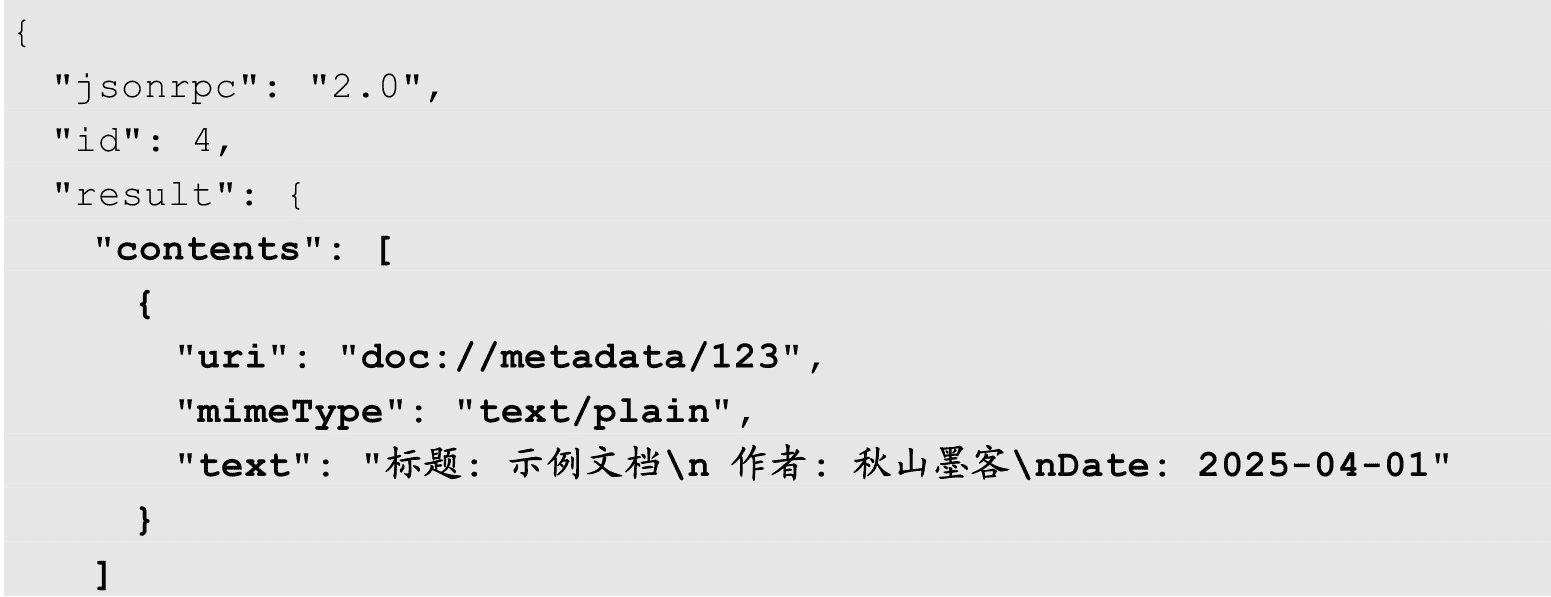 {
  "jsonrpc": "2.0",
  "id": 4,
  "result": {
    "contents": [
      {
        "uri": "doc://metadata/123",
        "mimeType": "text/plain",
        "text": "标题: 示例文档\n 作者: 秋山墨客\nDate: 2025-04-01"
      }
    ]